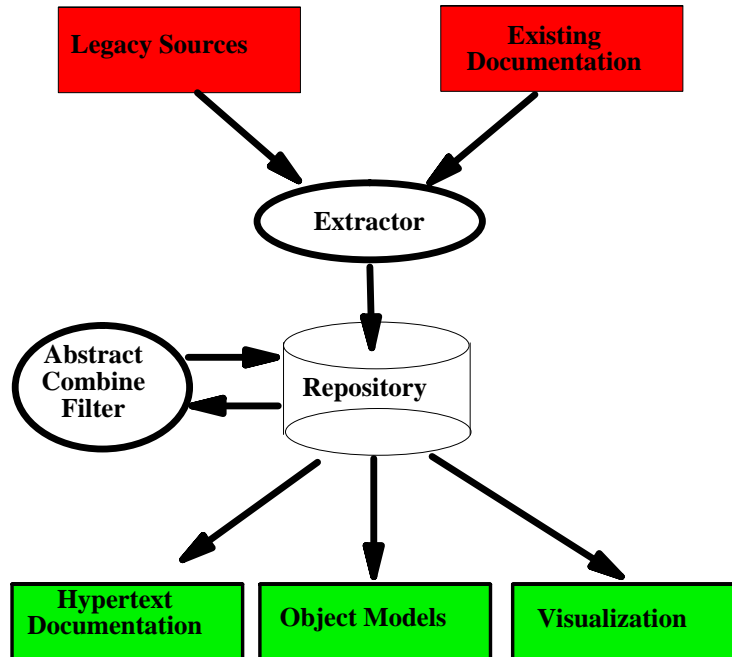 Legacy Sources
Existing
Documentation
Extractor
Abstract
Combine
Filter
Repository
Hypertext
Documentation
Object Models
Visualization